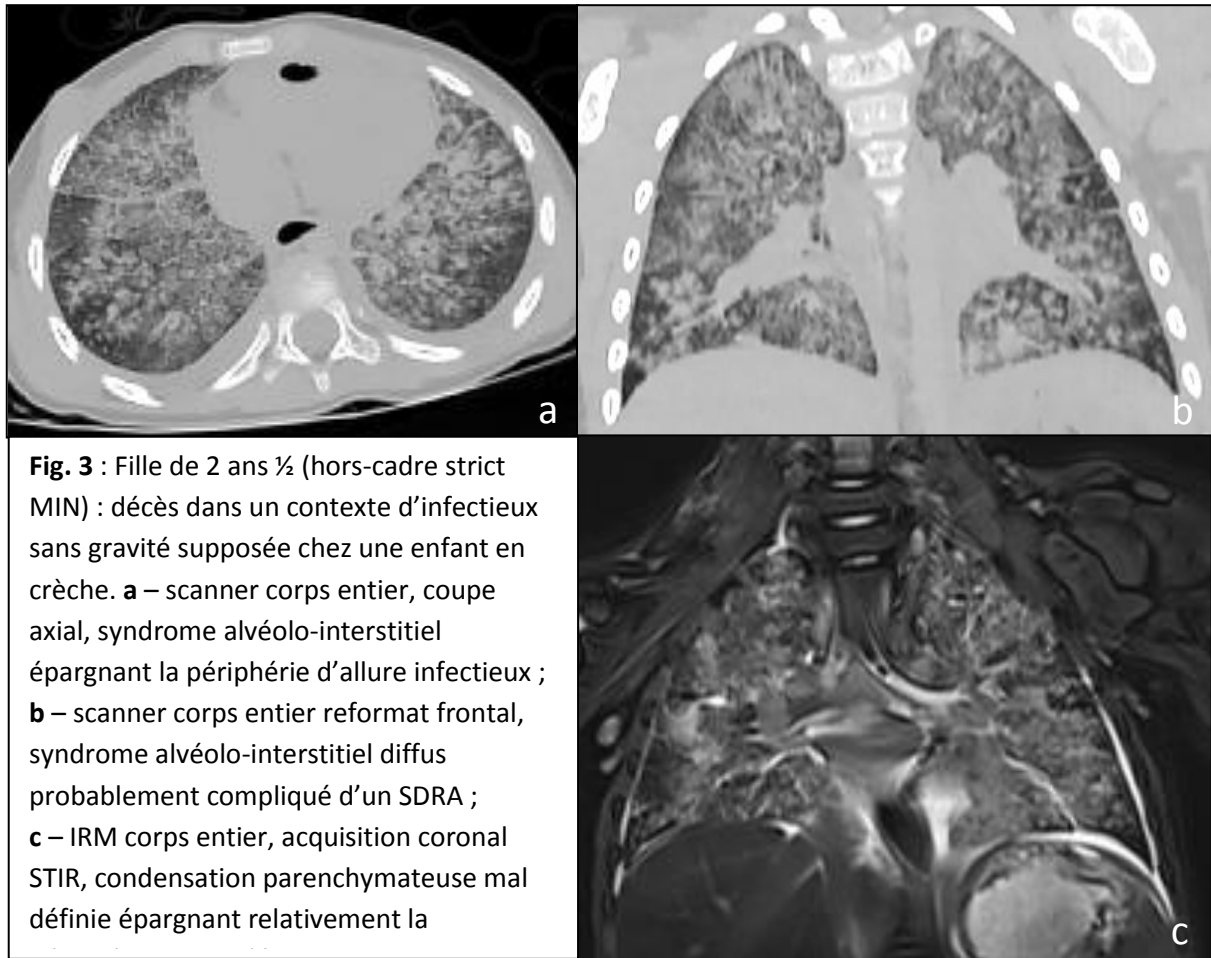 a
b
Fig. 3 : Fille de 2 ans ½ (hors-cadre strict
MIN) : décès dans un contexte d’infectieux
sans gravité supposée chez une enfant en
crèche. a – scanner corps entier, coupe
axial, syndrome alvéolo-interstitiel
épargnant la périphérie d’allure infectieux ;
b – scanner corps entier reformat frontal,
syndrome alvéolo-interstitiel diffus
probablement compliqué d’un SDRA ;
c – IRM corps entier, acquisition coronal
STIR, condensation parenchymateuse mal
définie épargnant relativement la
c